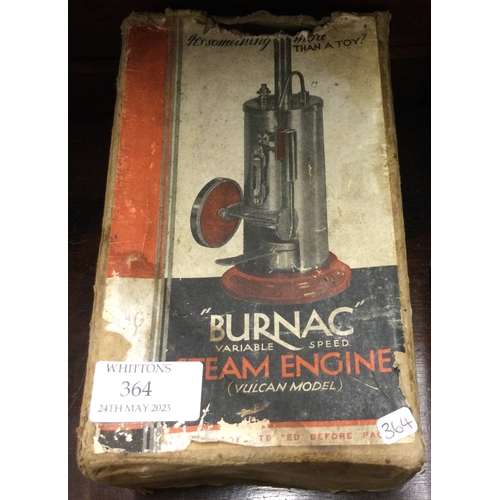 It's something more
THAN A TOY!
"BURNAC"
VARIABLE SPEED
STEAM ENGINE
(VULCAN MODEL)
WHITTONS
364
24TH MAY 2023
364
BEFORE